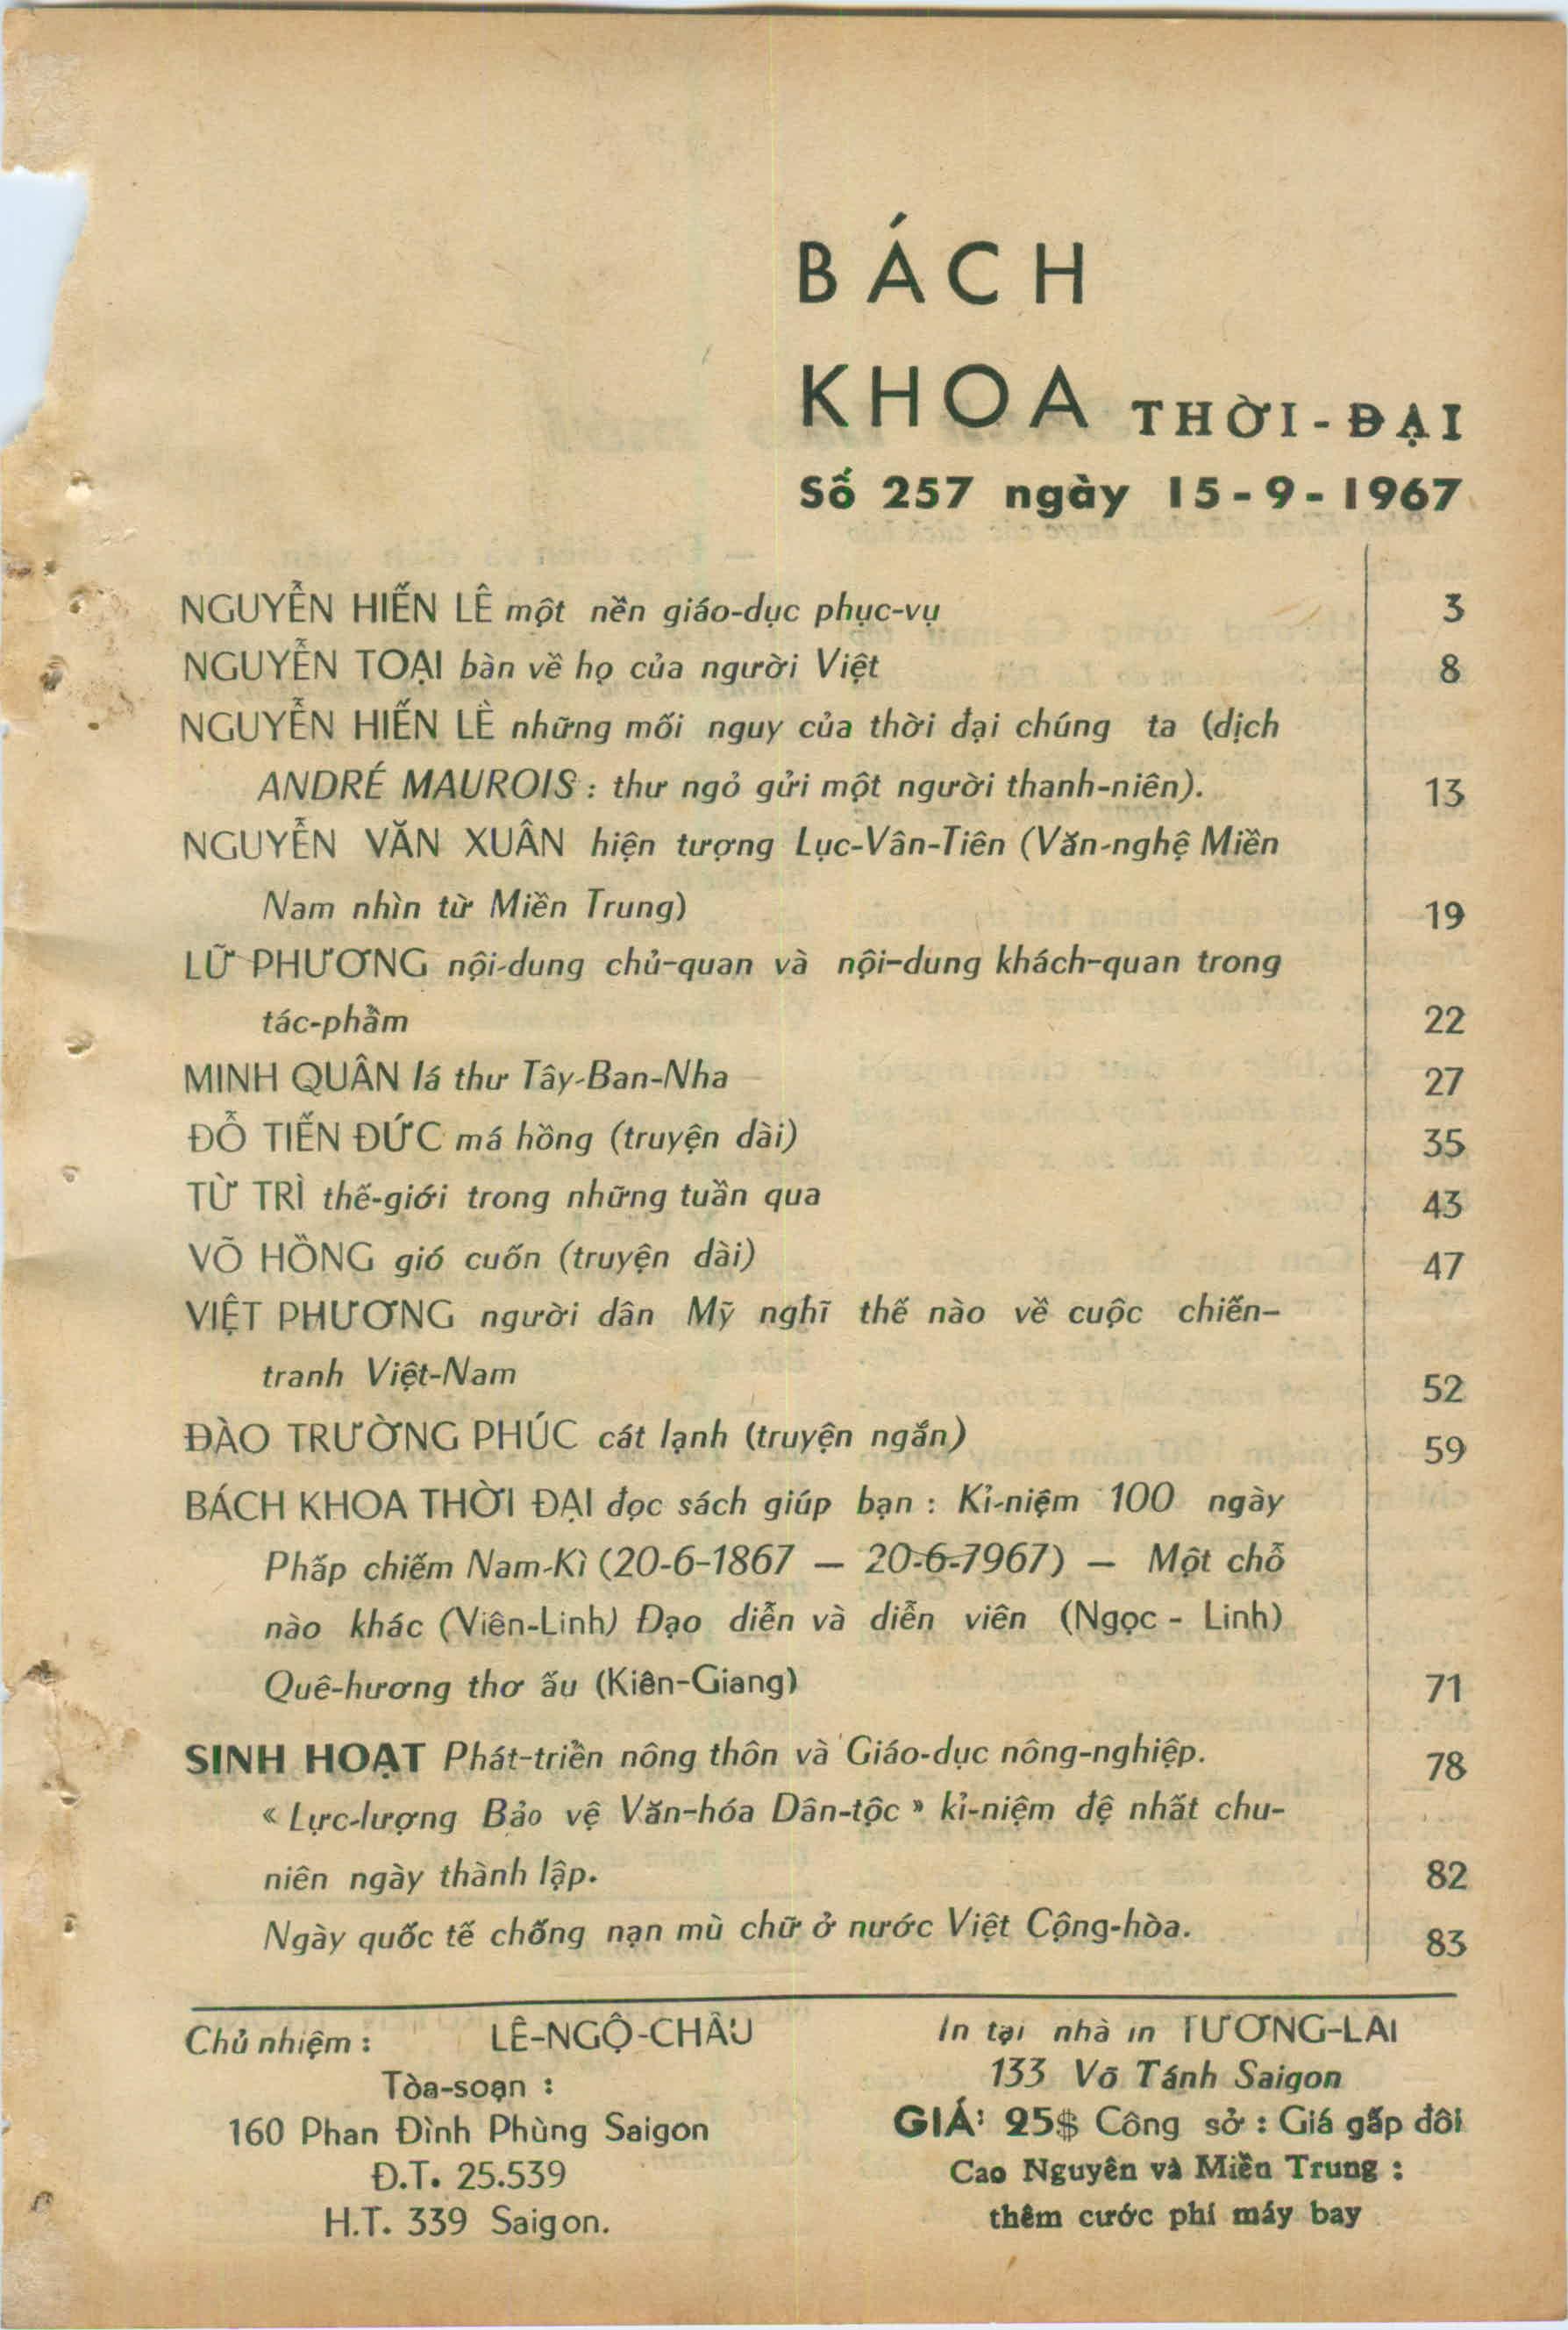 BÁCH
KHOA THỜI-ĐẠI
Số 257 ngày 15-9-1967
NGUYỄN HIẾN LÊ một nền giáo-dục phục-vụ 3
NGUYỄN TOẠI bàn về họ của người Việt 8
NGUYỄN HIẾN LÊ những mối nguy của thời đại chúng ta (dịch
ANDRÉ MAUROIS : thư ngỏ gửi một người thanh-niên). 13
NGUYỄN VĂN XUÂN hiện tượng Lục-Vân-Tiên (Văn-nghệ Miền
Nam nhìn từ Miền Trung) 19
LỮ PHƯƠNG nội-dung chủ-quan và nội-dung khách-quan trong
tác-phẩm 22
MINH QUÂN lá thư Tây-Ban-Nha 27
ĐỖ TIẾN ĐỨC má hồng (truyện dài) 35
TỪ TRÌ thế-giới trong những tuần qua 43
VÕ HỒNG gió cuốn (truyện dài) 47
VIỆT PHƯƠNG người dân Mỹ nghĩ thế nào về cuộc chiến-
tranh Việt-Nam 52
ĐÀO TRƯỜNG PHÚC cát lạnh (truyện ngắn) 59
BÁCH KHOA THỜI ĐẠI đọc sách giúp bạn : Kỉ-niệm 100 ngày
Pháp chiếm Nam-Kì (20-6-1867 — 20-6-1967) — Một chỗ
nào khác (Viên-Linh) Đạo diễn và diễn viên (Ngọc - Linh)
Quê-hương thơ ấu (Kiên-Giang) 71
SINH HOẠT Phát-triển nông thôn và Giáo-dục nông-nghiệp. 78
« Lực-lượng Bảo vệ Văn-hóa Dân-tộc » kỉ-niệm đệ nhất chu-
niên ngày thành lập. 82
Ngày quốc tế chống nạn mù chữ ở nước Việt Cộng-hòa. 83
Chủ nhiệm : LÊ-NGỘ-CHÂU
Tòa-soạn :
160 Phan Đình Phùng Saigon
Đ.T. 25.539
H.T. 339 Saigon.
In tại nhà in TƯƠNG-LAI
133 Võ Tánh Saigon
GIÁ: 25$ Công sở : Giá gấp đôi
Cao Nguyên và Miền Trung :
thêm cước phí máy bay